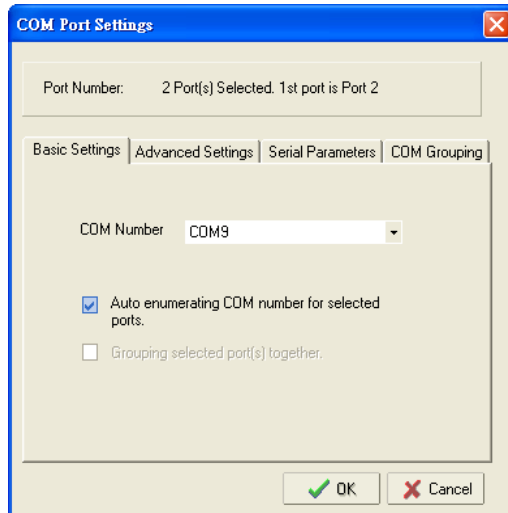 COM Port Settings
Port Number: 2 Port(s) Selected. 1st port is Port 2
Basic Settings Advanced Settings Serial Parameters COM Grouping
COM Number COM9
Auto enumerating COM number for selected
ports.
Grouping selected port(s) together.
OK Cancel